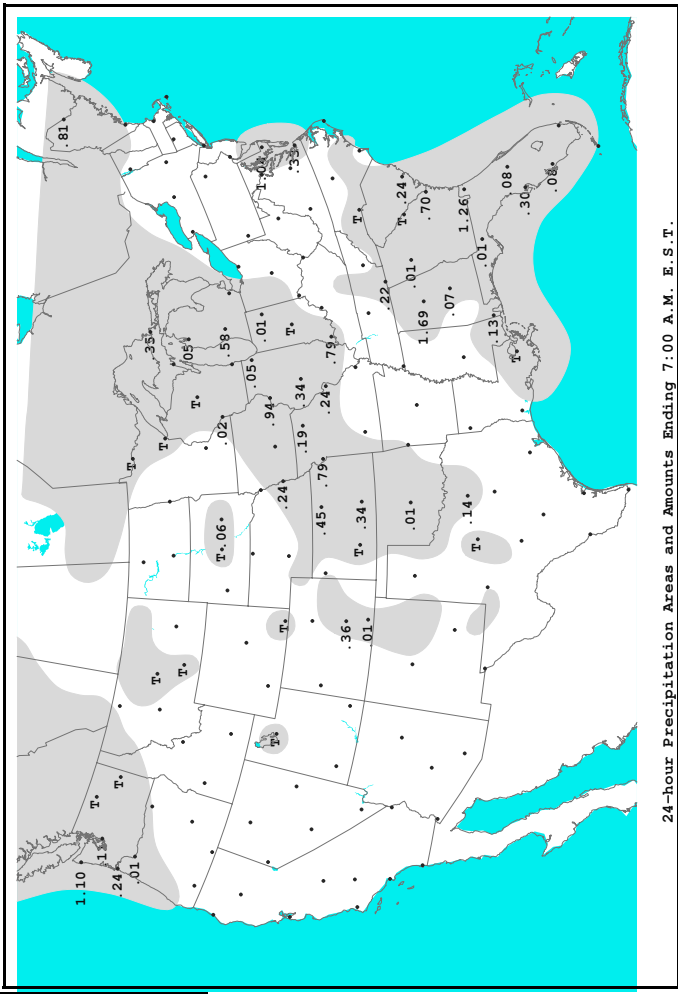 .81
1.10
T
T
.24
T
.01
.35
T
T
T
.05
T
T .06
.02
.58
.05
.01
.94
T
T
.24
T
.33
.19
.34
.45
.79
.24
.79
.36
T
.34
T
.01
.22
T
.24
.01
.01
1.69
.70
.07
1.26
.14
T
.01
.13
.08
T
.30
.08
24-hour Precipitation Areas and Amounts Ending 7:00 A.M. E.S.T.